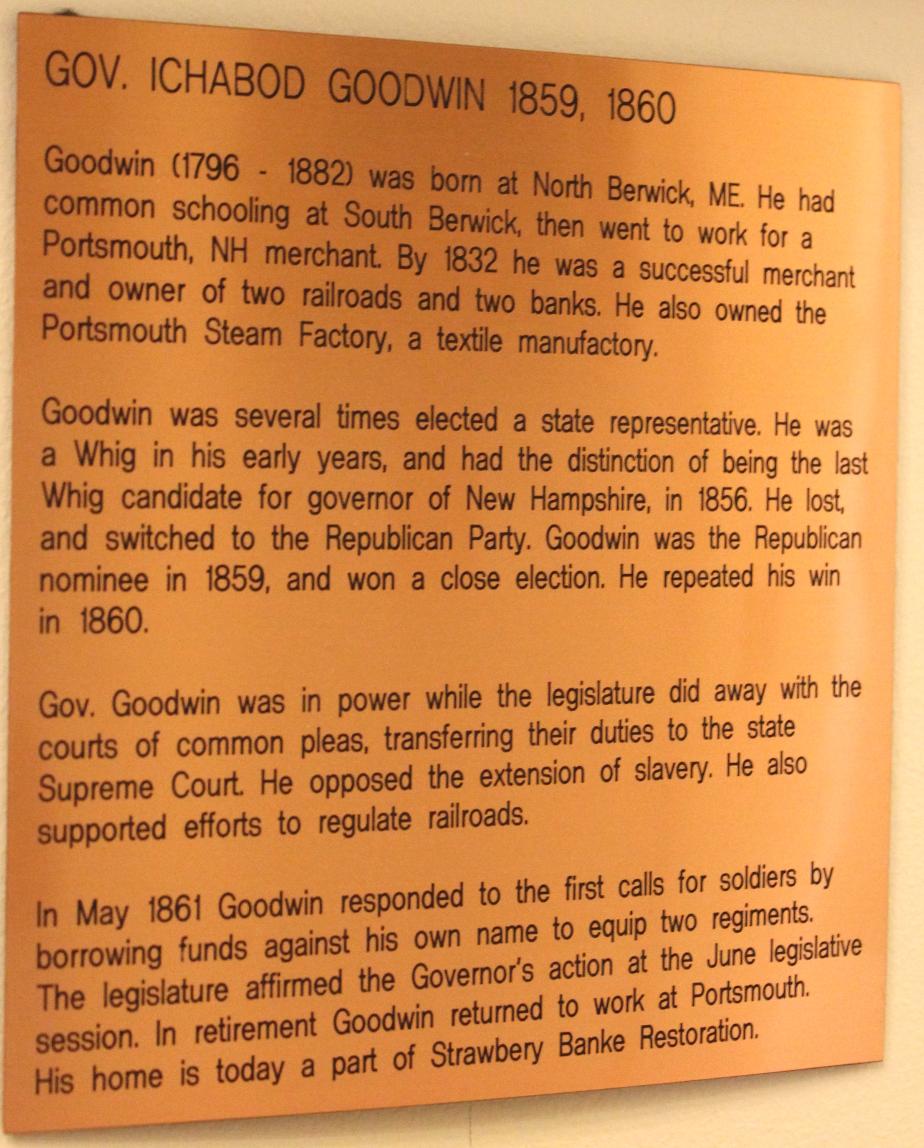 GOV. ICHABOD GOODWIN 1859, 1860
Goodwin (1796 - 1882) was born at North Berwick, ME. He had
common schooling at South Berwick, then went to work for a
Portsmouth, NH merchant. By 1832 he was a successful merchant
and owner of two railroads and two banks. He also owned the
Portsmouth Steam Factory, a textile manufactory.
Goodwin was several times elected a state representative. He was
a Whig in his early years, and had the distinction of being the last
Whig candidate for governor of New Hampshire, in 1856. He lost,
and switched to the Republican Party. Goodwin was the Republican
nominee in 1859, and won a close election. He repeated his win
in 1860.
Gov. Goodwin was in power while the legislature did away with the
courts of common pleas, transferring their duties to the state
Supreme Court. He opposed the extension of slavery. He also
supported efforts to regulate railroads.
In May 1861 Goodwin responded to the first calls for soldiers by
borrowing funds against his own name to equip two regiments.
The legislature affirmed the Governor's action at the June legislative
session. In retirement Goodwin returned to work at Portsmouth.
His home is today a part of Strawbery Banke Restoration.